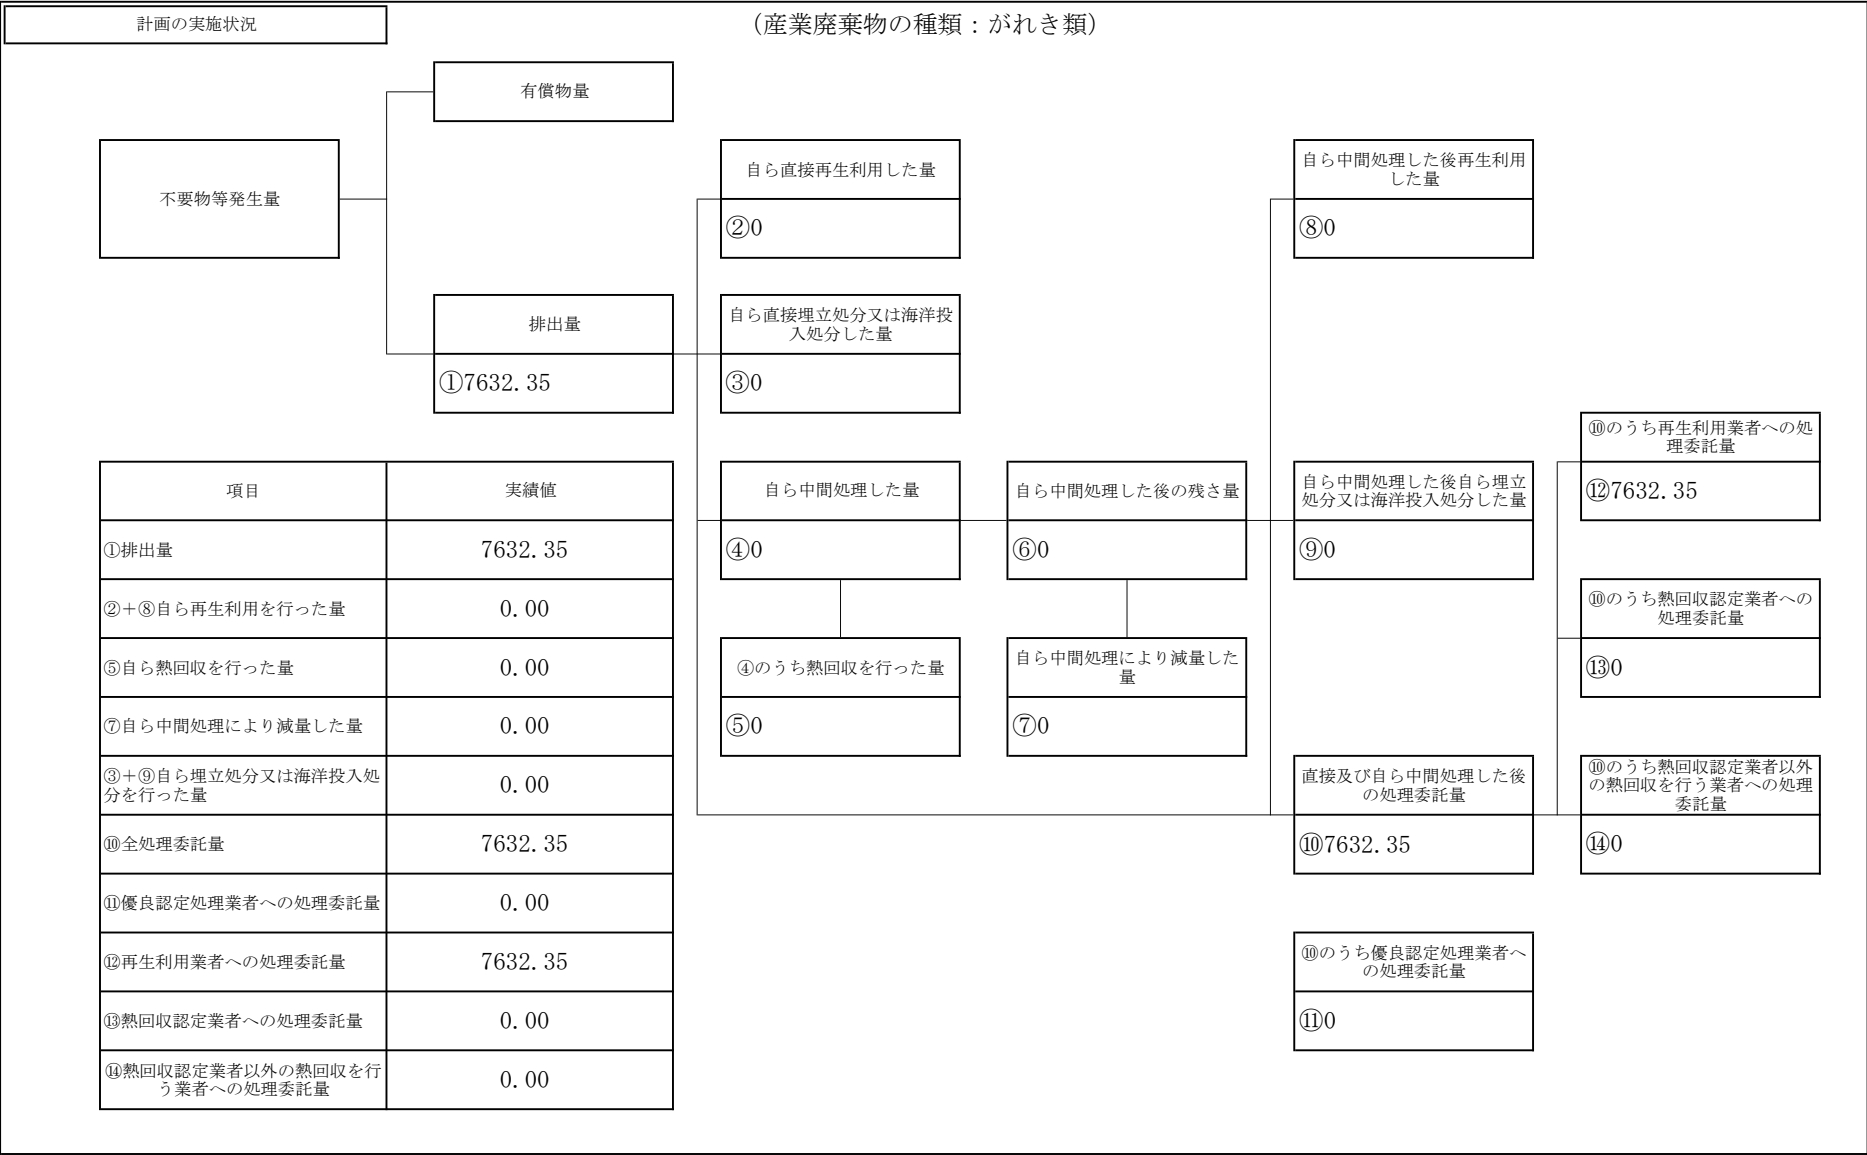 計画の実施状況
（産業廃棄物の種類：がれき類）
有償物量
不要物等発生量
排出量
①7632.35
自ら直接再生利用した量
②0
自ら直接埋立処分又は海洋投
入処分した量
③0
自ら中間処理した量
④0
④のうち熱回収を行った量
⑤0
自ら中間処理した後の残さ量
⑥0
自ら中間処理により減量した
量
⑦0
自ら中間処理した後再生利用
した量
⑧0
自ら中間処理した後自ら埋立
処分又は海洋投入処分した量
⑨0
直接及び自ら中間処理した後
の処理委託量
⑩7632.35
⑩のうち優良認定処理業者へ
の処理委託量
⑪0
⑩のうち再生利用業者への処
理委託量
⑫7632.35
⑩のうち熱回収認定業者への
処理委託量
⑬0
⑩のうち熱回収認定業者以外
の熱回収を行う業者への処理
委託量
⑭0
項目 実績値
①排出量 7632.35
②＋⑧自ら再生利用を行った量 0.00
⑤自ら熱回収を行った量 0.00
⑦自ら中間処理により減量した量 0.00
③＋⑨自ら埋立処分又は海洋投入処
分を行った量 0.00
⑩全処理委託量 7632.35
⑪優良認定処理業者への処理委託量 0.00
⑫再生利用業者への処理委託量 7632.35
⑬熱回収認定業者への処理委託量 0.00
⑭熱回収認定業者以外の熱回収を行
う業者への処理委託量 0.00